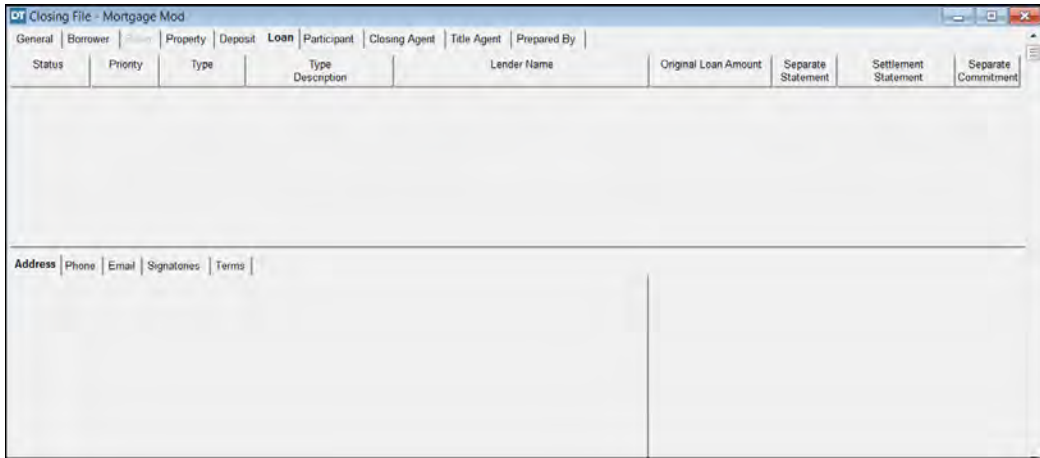 DT Closing File - Mortgage Mod
General Borrower Property Deposit Loan Participant Closing Agent Title Agent Prepared By
Status Priority Type Type Description Lender Name Original Loan Amount Separate Statement Settlement Statement Separate Commitment
Address Phone Email Signatories Terms